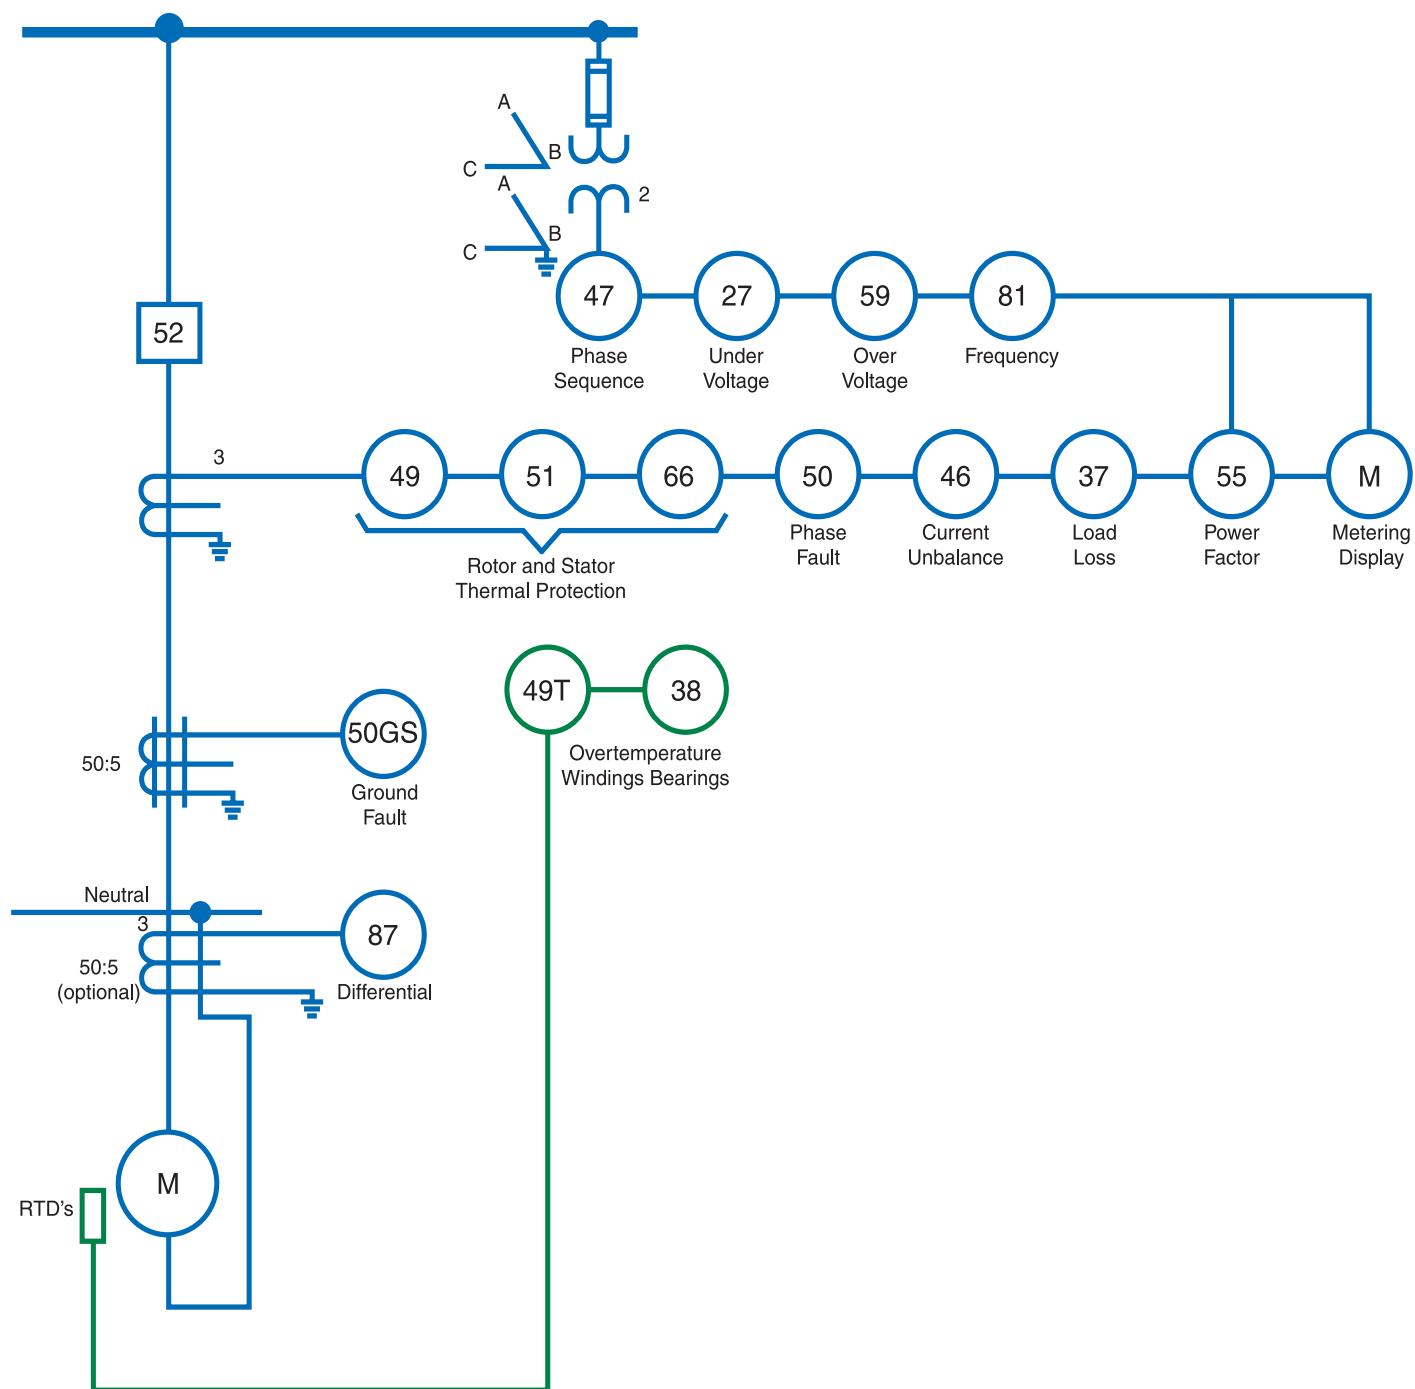 A
B
C
A
2
B
C
47
27
59
81
52
Phase
Sequence
Under
Voltage
Over
Voltage
Frequency
3
49
51
66
50
46
37
55
M
Rotor and Stator
Thermal Protection
Phase
Fault
Current
Unbalance
Load
Loss
Power
Factor
Metering
Display
49T
38
Overtemperature
Windings Bearings
50:5
50GS
Ground
Fault
Neutral
3
50:5
(optional)
87
Differential
M
RTD's